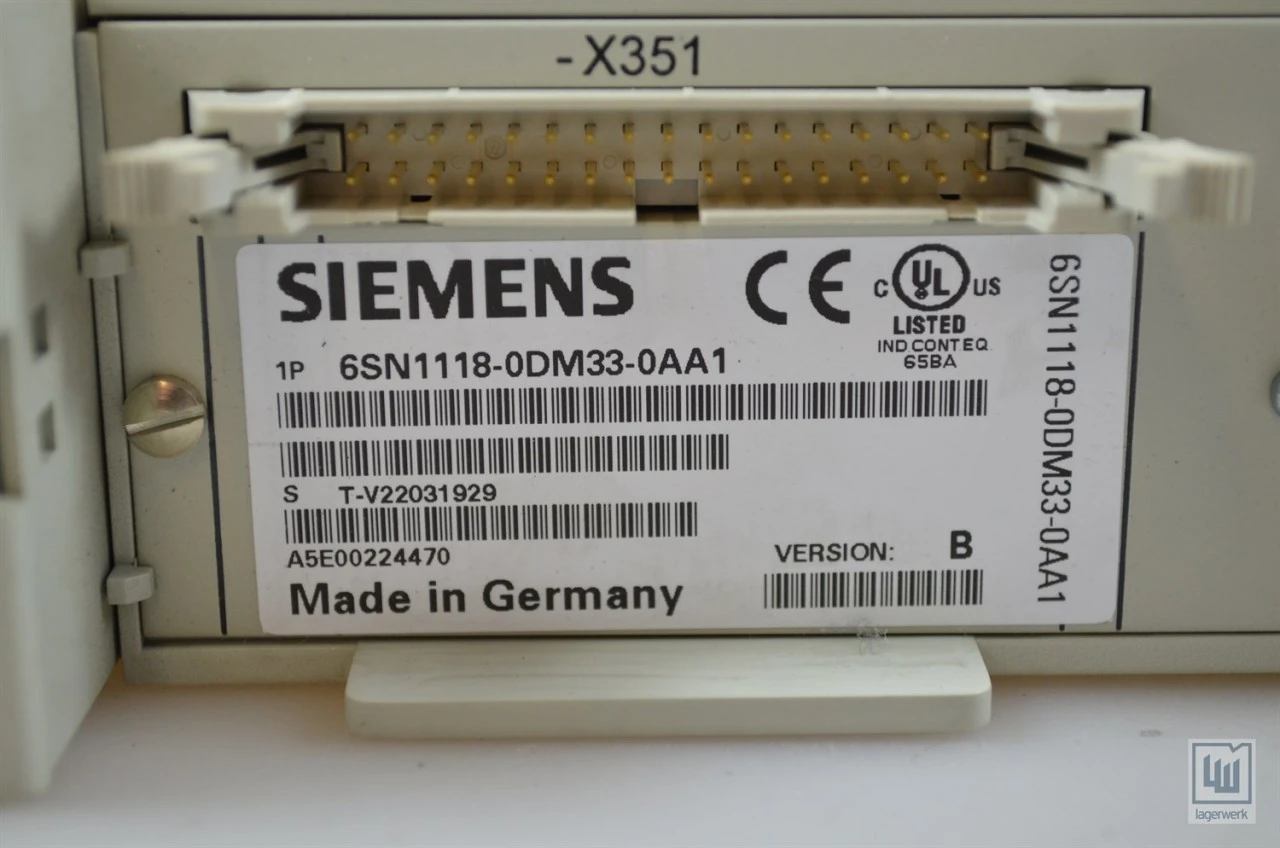 -X351
SIEMENS
CE
C UL US
LISTED
IND CONT EQ
65BA
1P 6SN1118-0DM33-0AA1
S T-V22031929
A5E00224470
VERSION: B
Made in Germany
6SN1118-0DM33-0AA1
lagerwerk